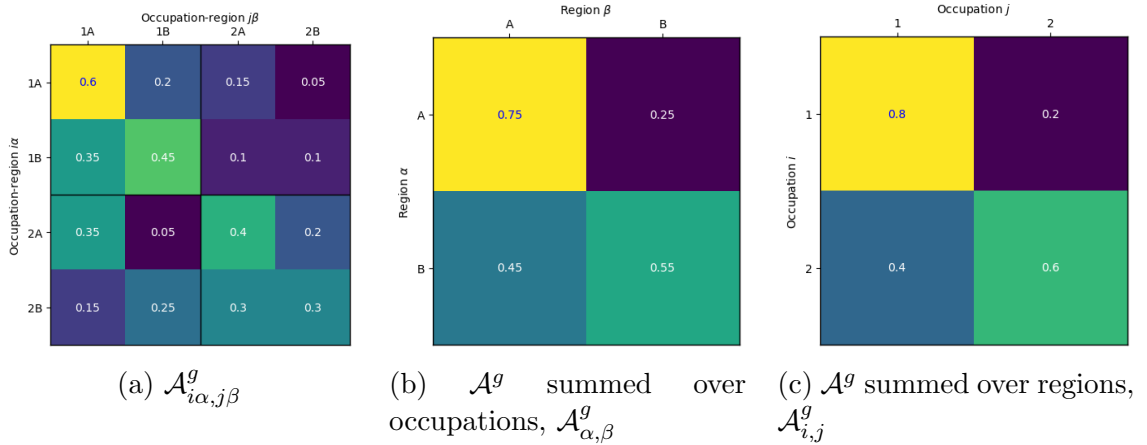 Occupation-region jβ
1A 1B 2A 2B
Occupation-region iα
1A 0.6 0.2 0.15 0.05
1B 0.35 0.45 0.1 0.1
2A 0.35 0.05 0.4 0.2
2B 0.15 0.25 0.3 0.3
(a) 𝒜^g_{iα,jβ}
Region β
A B
Region α
A 0.75 0.25
B 0.45 0.55
(b) 𝒜^g summed over
occupations, 𝒜^g_{α,β}
Occupation j
1 2
Occupation i
1 0.8 0.2
2 0.4 0.6
(c) 𝒜^g summed over regions,
𝒜^g_{i,j}